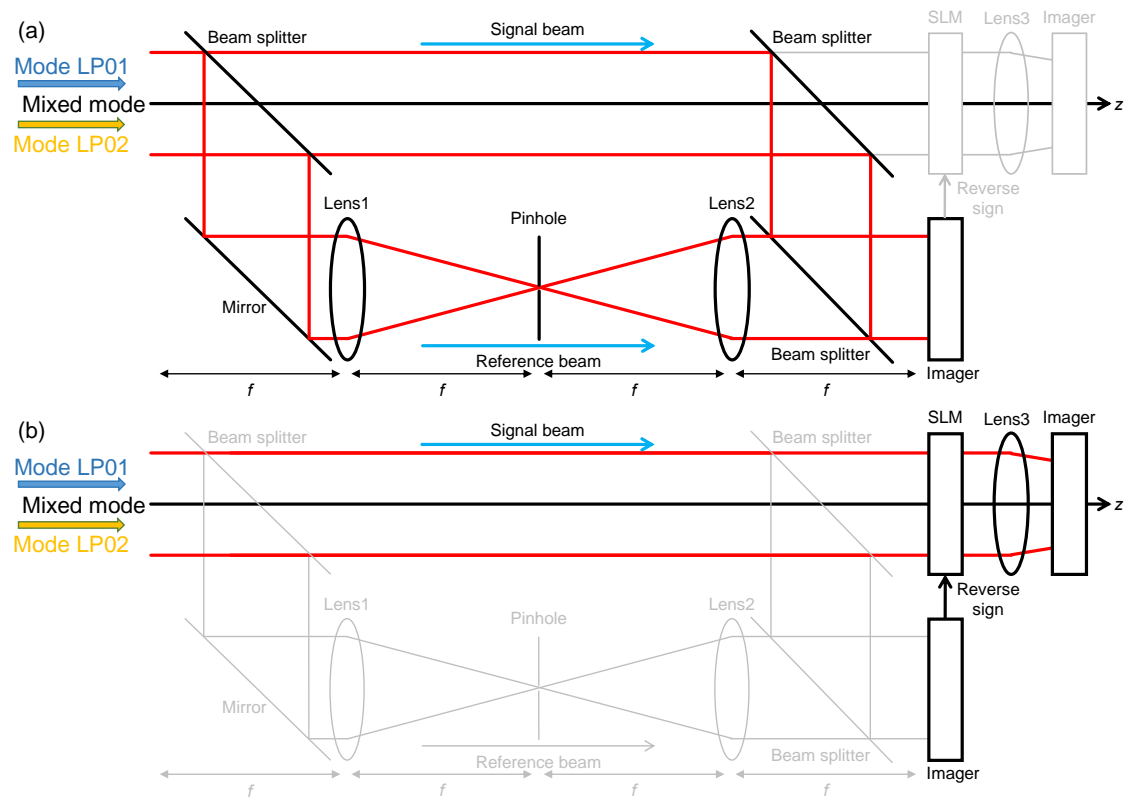 (a)
SLM
Lens3
Imager
Beam splitter
Signal beam
Beam splitter
Mode LP01
Mixed mode
z
Mode LP02
Reverse
sign
Lens1
Pinhole
Lens2
Mirror
Reference beam
Beam splitter
Imager
f
f
f
f
(b)
SLM
Lens3
Imager
Beam splitter
Signal beam
Beam splitter
Mode LP01
Mixed mode
z
Mode LP02
Reverse
sign
Lens1
Pinhole
Lens2
Mirror
Reference beam
Beam splitter
Imager
f
f
f
f